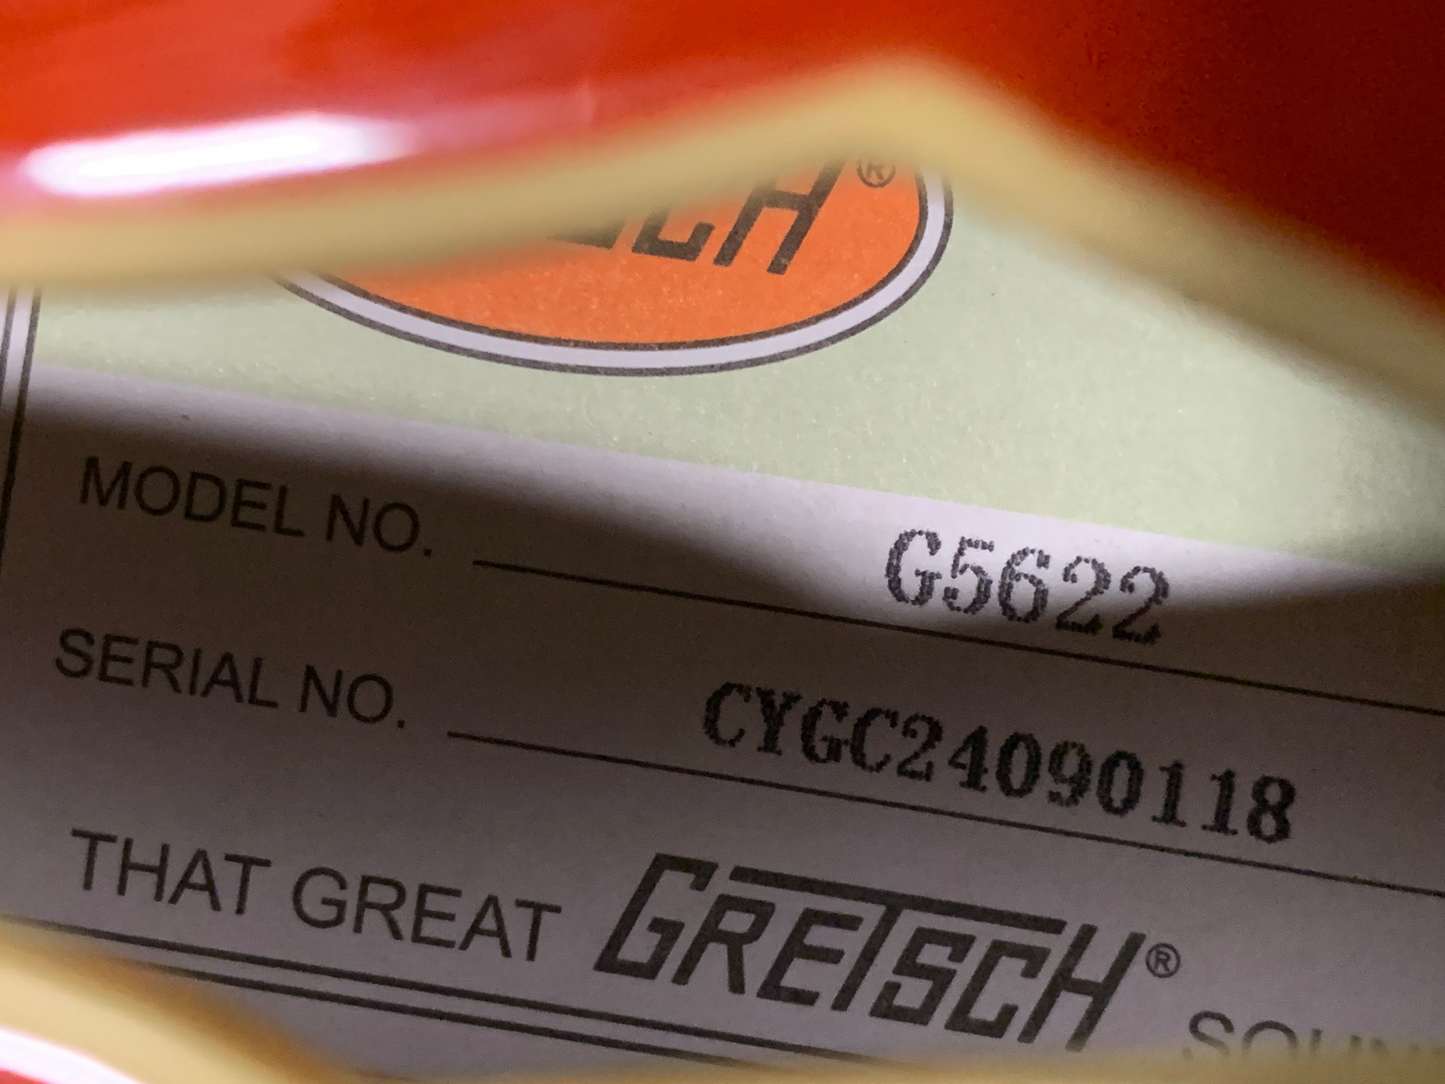 MODEL NO. G5622
SERIAL NO. CYGC24090118
THAT GREAT GRETSCH®